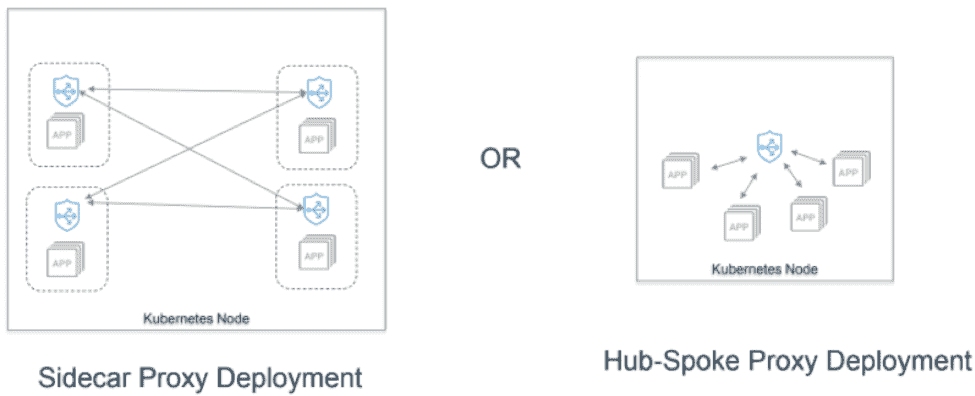 APP
APP
APP
APP
Kubernetes Node
Sidecar Proxy Deployment
OR
APP
APP
APP
APP
Kubernetes Node
Hub-Spoke Proxy Deployment